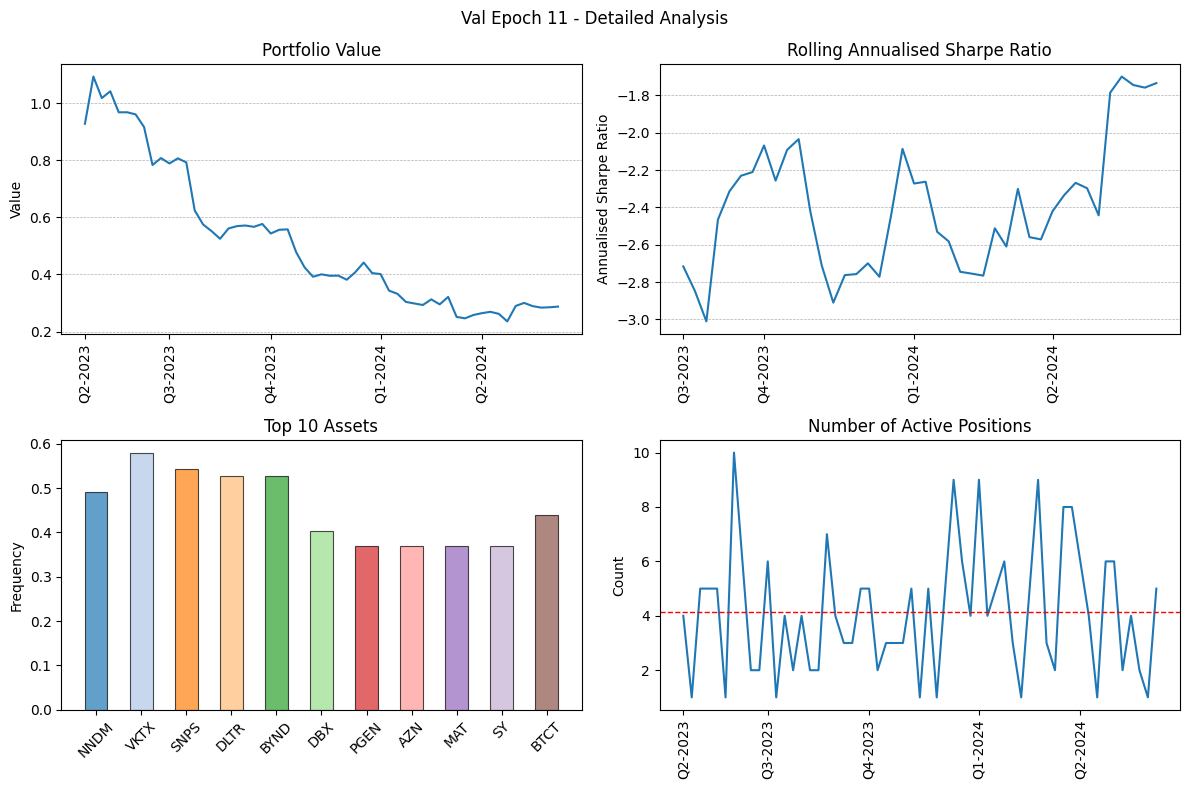 Val Epoch 11 - Detailed Analysis
Portfolio Value
Value
1.0
0.8
0.6
0.4
0.2
Q2-2023
Q3-2023
Q4-2023
Q1-2024
Q2-2024
Rolling Annualised Sharpe Ratio
Annualised Sharpe Ratio
−1.8
−2.0
−2.2
−2.4
−2.6
−2.8
−3.0
Q3-2023
Q4-2023
Q1-2024
Q2-2024
Top 10 Assets
Frequency
0.6
0.5
0.4
0.3
0.2
0.1
0.0
NNDM
VKTX
SNPS
DLTR
BYND
DBX
PGEN
AZN
MAT
SY
BTCT
Number of Active Positions
Count
10
8
6
4
2
Q2-2023
Q3-2023
Q4-2023
Q1-2024
Q2-2024